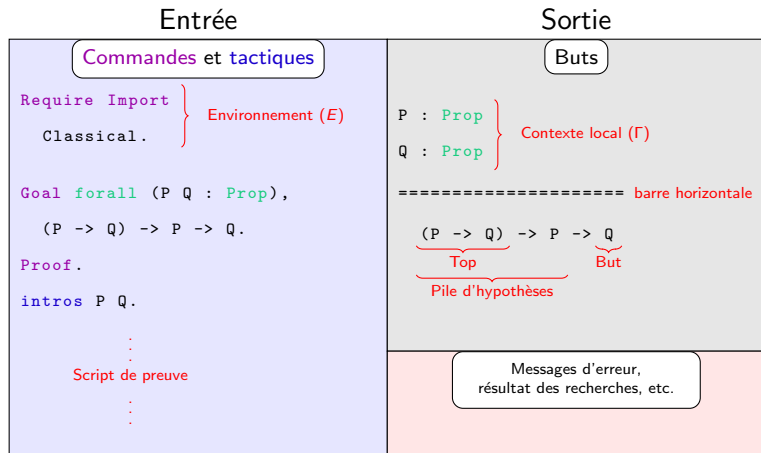 Entrée
Commandes et tactiques
Require Import
Classical.
Environnement (E)
Goal forall (P Q : Prop),
(P -> Q) -> P -> Q.
Proof.
intros P Q.
Script de preuve
Sortie
Buts
P : Prop
Q : Prop
Contexte local (Γ)
===================== barre horizontale
(P -> Q) -> P -> Q
Top
But
Pile d'hypothèses
Messages d'erreur,
résultat des recherches, etc.